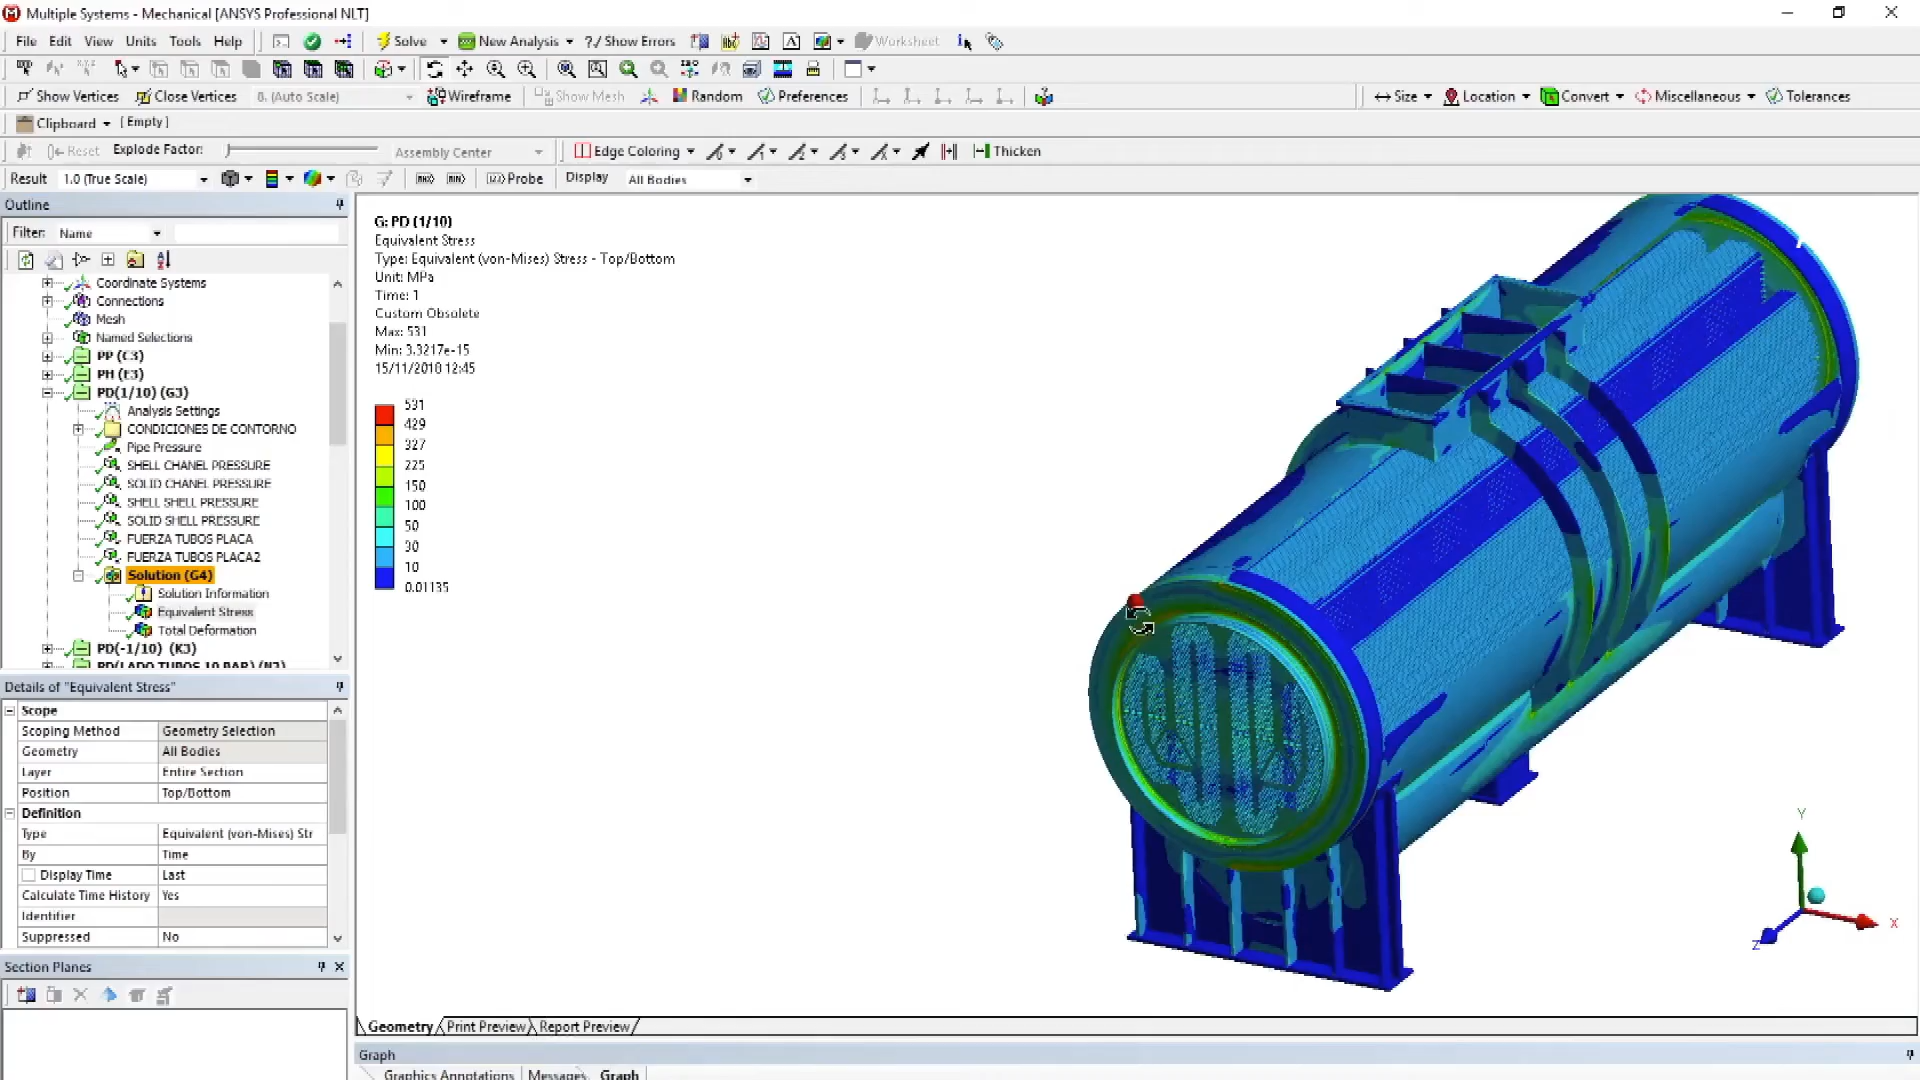 Multiple Systems - Mechanical [ANSYS Professional NLT]
File Edit View Units Tools Help Solve New Analysis ?/ Show Errors Worksheet
Show Vertices Close Vertices 0. (Auto Scale) Wireframe Show Mesh Random Preferences Size Location Convert Miscellaneous Tolerances
Clipboard [ Empty ]
Reset Explode Factor: Assembly Center Edge Coloring Thicken
Result 1.0 (True Scale) MAX MIN Probe Display All Bodies
Outline
Filter: Name
Coordinate Systems
Connections
Mesh
Named Selections
PP (C3)
PH (E3)
PD(1/10) (G3)
Analysis Settings
CONDICIONES DE CONTORNO
Pipe Pressure
SHELL CHANEL PRESSURE
SOLID CHANEL PRESSURE
SHELL SHELL PRESSURE
SOLID SHELL PRESSURE
FUERZA TUBOS PLACA
FUERZA TUBOS PLACA2
Solution (G4)
Solution Information
Equivalent Stress
Total Deformation
PD(-1/10) (K3)
PD(LADO TUBOS 10 BAR) (N3)
Details of "Equivalent Stress"
Scope
Scoping Method Geometry Selection
Geometry All Bodies
Layer Entire Section
Position Top/Bottom
Definition
Type Equivalent (von-Mises) Str
By Time
Display Time Last
Calculate Time History Yes
Identifier
Suppressed No
Section Planes
G: PD (1/10)
Equivalent Stress
Type: Equivalent (von-Mises) Stress - Top/Bottom
Unit: MPa
Time: 1
Custom Obsolete
Max: 531
Min: 3.3217e-15
15/11/2018 12:45
531
429
327
225
150
100
50
30
10
0.01135
Y
X
Z
Geometry Print Preview Report Preview
Graph
Graphics Annotations Messages Graph